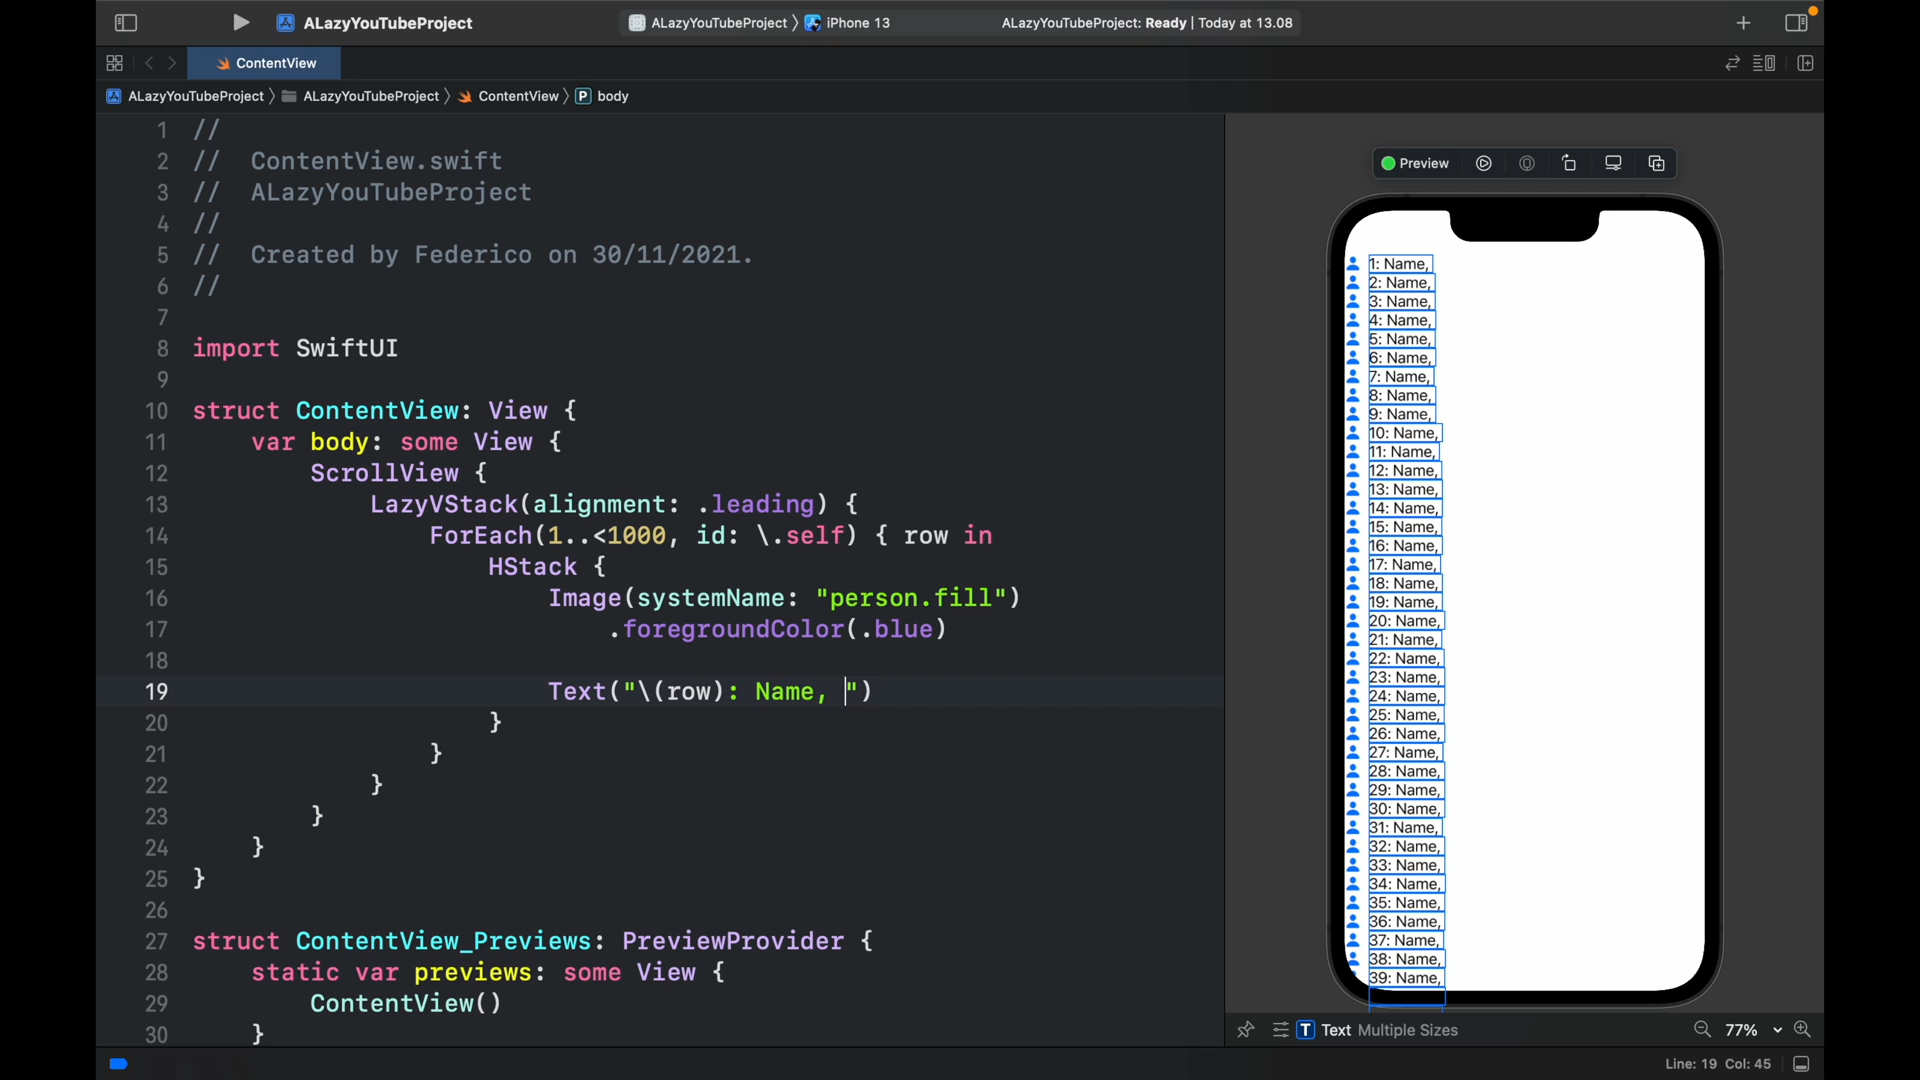 ALazyYouTubeProject
ALazyYouTubeProject 〉 iPhone 13
ALazyYouTubeProject: Ready | Today at 13.08
ContentView
ALazyYouTubeProject 〉 ALazyYouTubeProject 〉 ContentView 〉 P body
1 //
2 //  ContentView.swift
3 //  ALazyYouTubeProject
4 //
5 //  Created by Federico on 30/11/2021.
6 //
7
8 import SwiftUI
9
10 struct ContentView: View {
11     var body: some View {
12         ScrollView {
13             LazyVStack(alignment: .leading) {
14                 ForEach(1..<1000, id: \.self) { row in
15                     HStack {
16                         Image(systemName: "person.fill")
17                             .foregroundColor(.blue)
18
19                         Text("\(row): Name, ")
20                     }
21                 }
22             }
23         }
24     }
25 }
26
27 struct ContentView_Previews: PreviewProvider {
28     static var previews: some View {
29         ContentView()
30     }
Preview
1: Name,
2: Name,
3: Name,
4: Name,
5: Name,
6: Name,
7: Name,
8: Name,
9: Name,
10: Name,
11: Name,
12: Name,
13: Name,
14: Name,
15: Name,
16: Name,
17: Name,
18: Name,
19: Name,
20: Name,
21: Name,
22: Name,
23: Name,
24: Name,
25: Name,
26: Name,
27: Name,
28: Name,
29: Name,
30: Name,
31: Name,
32: Name,
33: Name,
34: Name,
35: Name,
36: Name,
37: Name,
38: Name,
39: Name,
T Text Multiple Sizes
77%
Line: 19 Col: 45